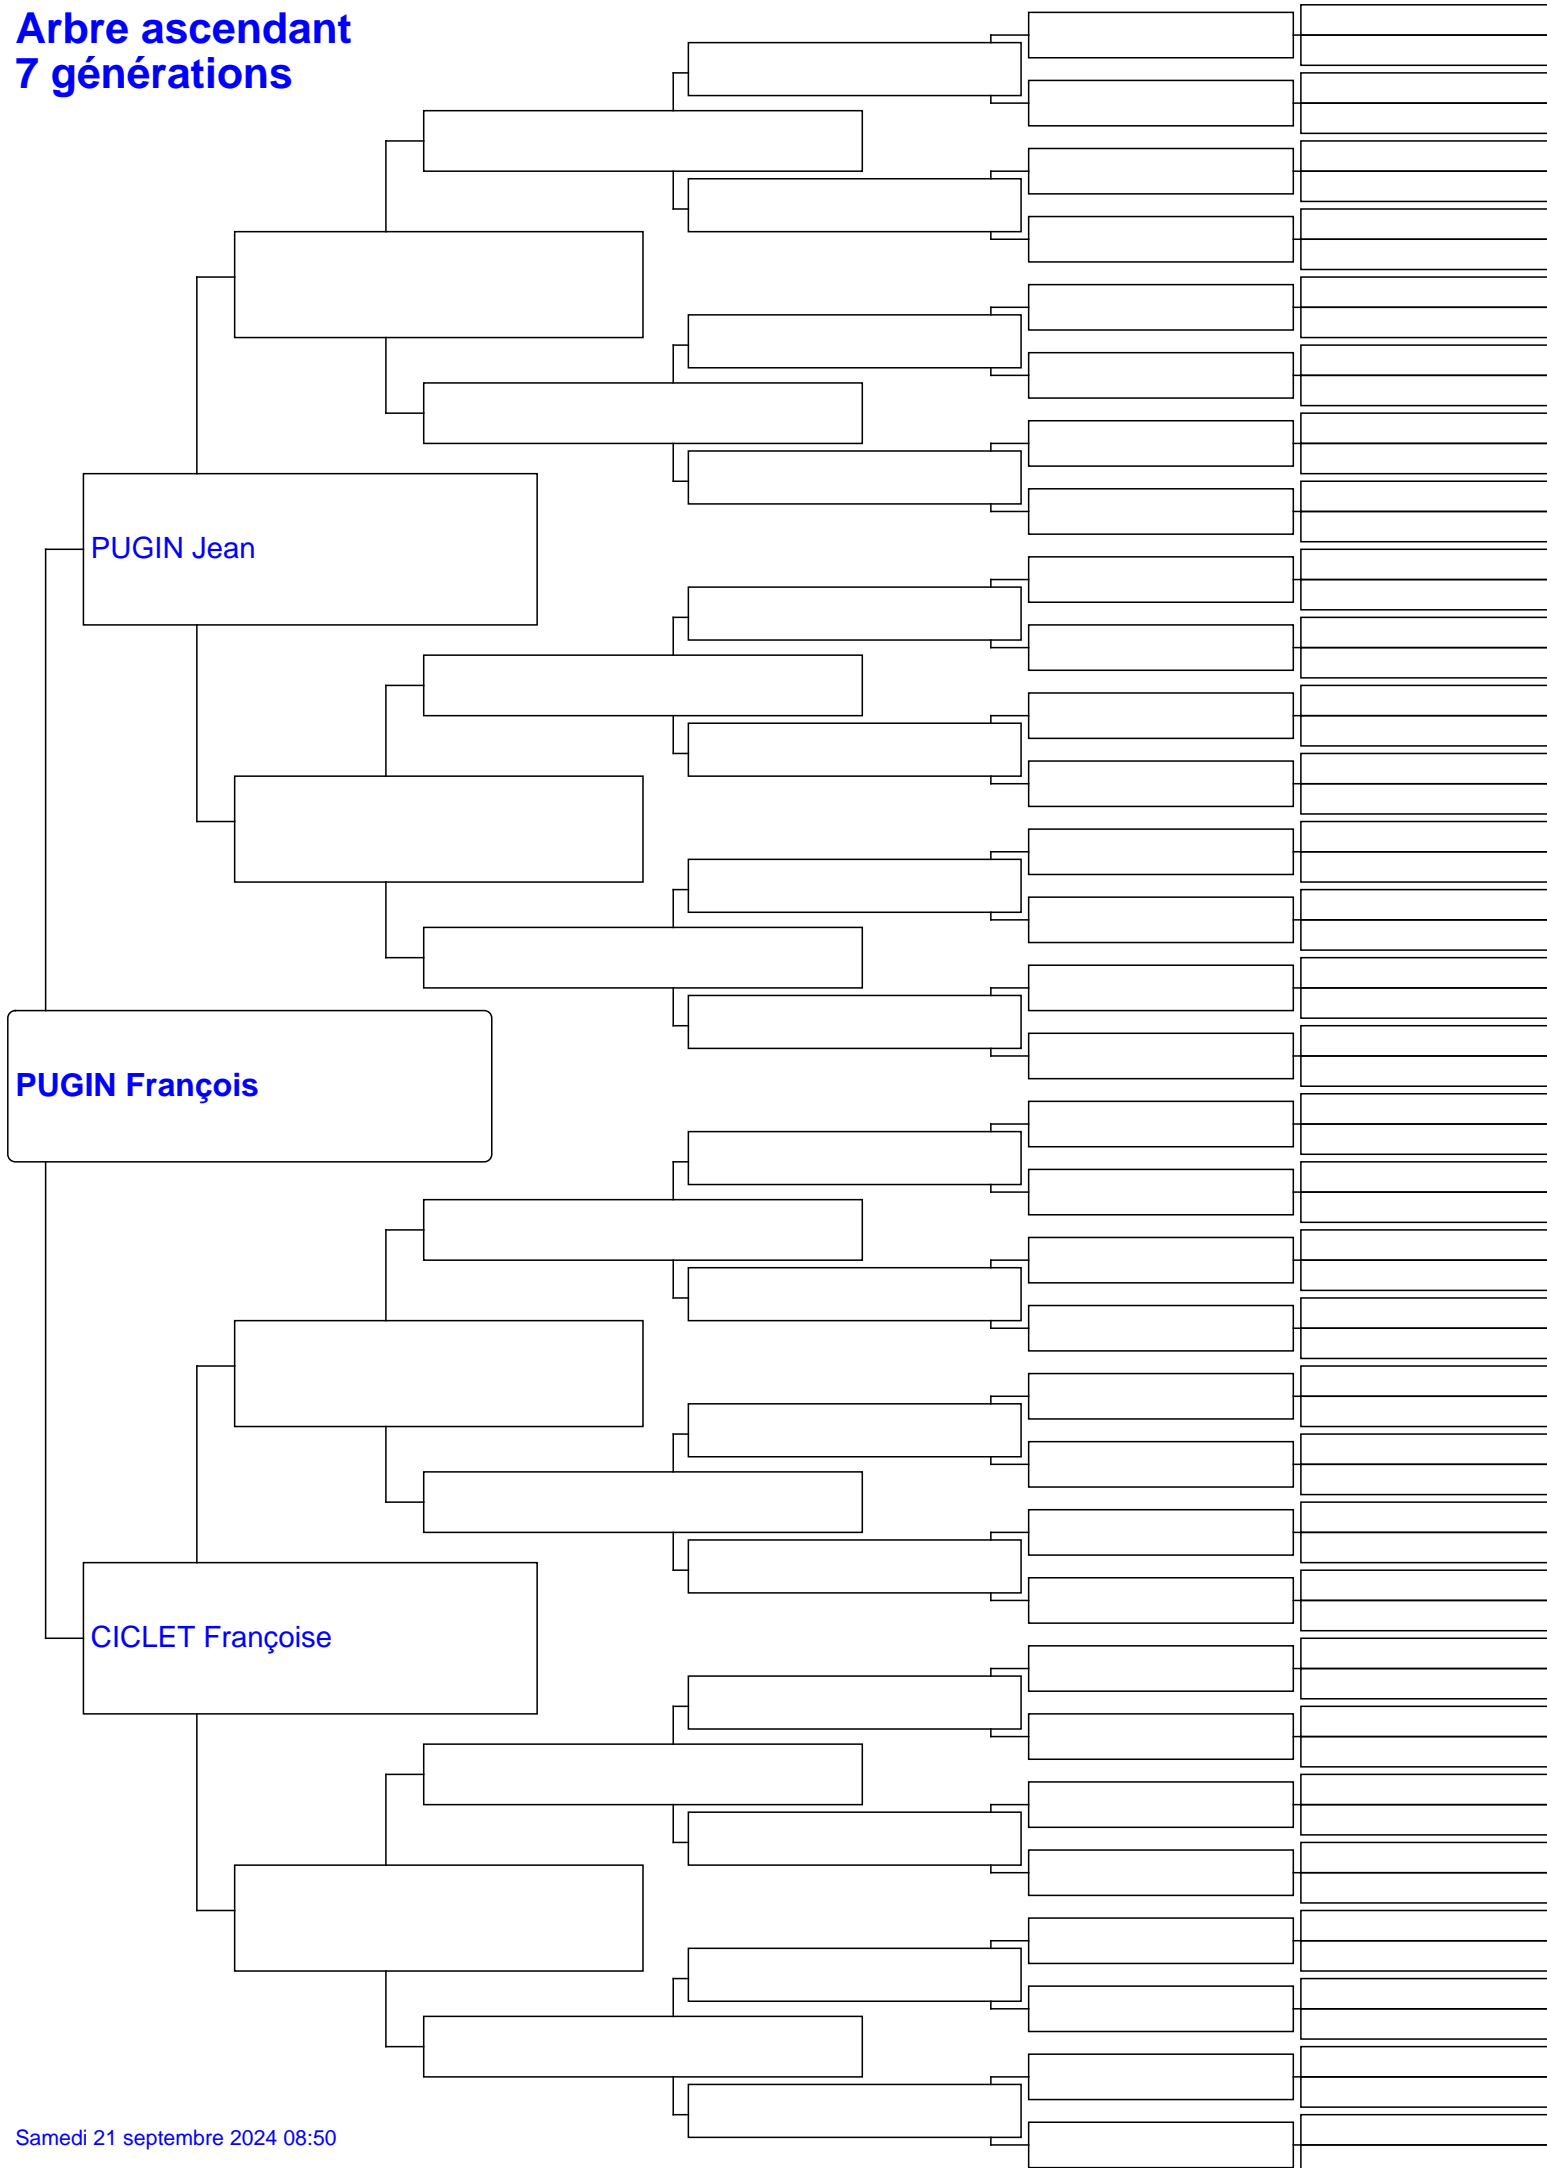 Arbre ascendant
7 générations
PUGIN Jean
PUGIN François
CICLET Françoise
Samedi 21 septembre 2024 08:50